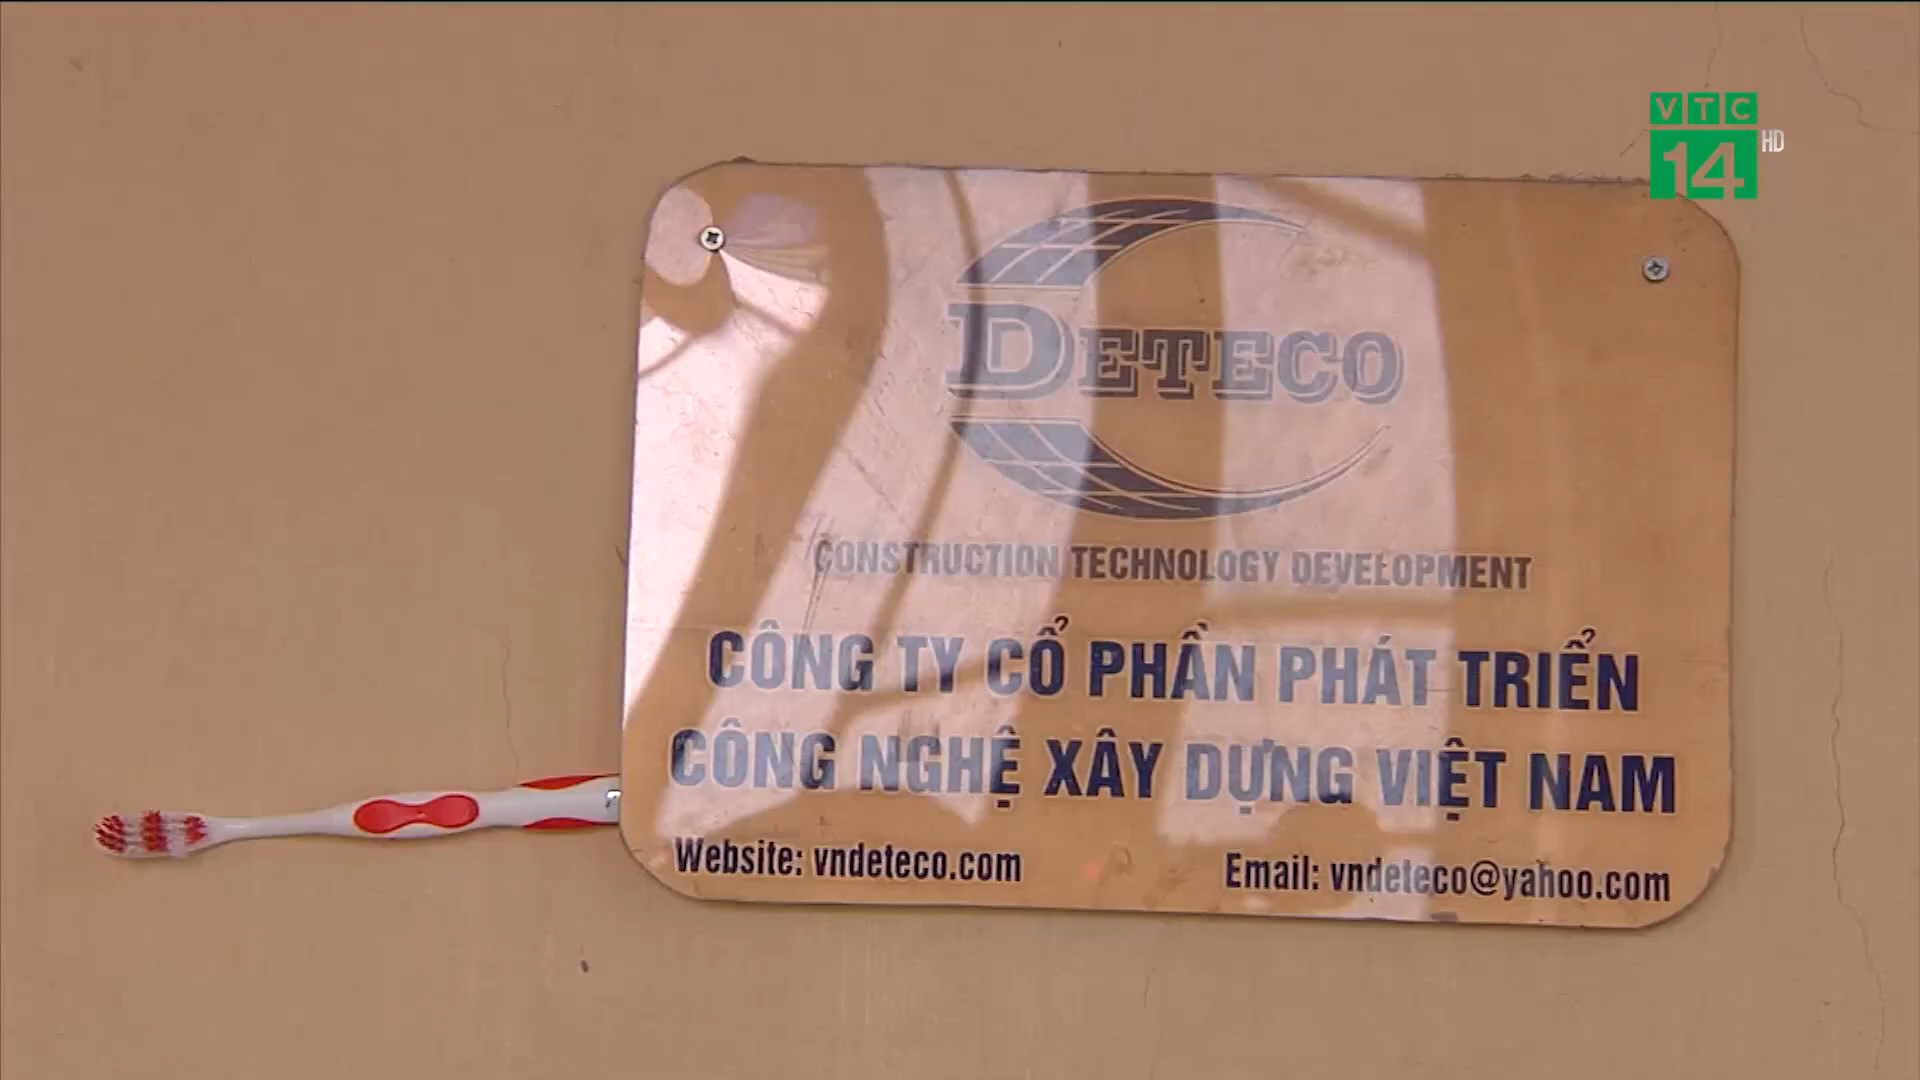 VTC
14 HD
DETECO
CONSTRUCTION TECHNOLOGY DEVELOPMENT
CÔNG TY CỔ PHẦN PHÁT TRIỂN
CÔNG NGHỆ XÂY DỰNG VIỆT NAM
Website: vndeteco.com
Email: vndeteco@yahoo.com